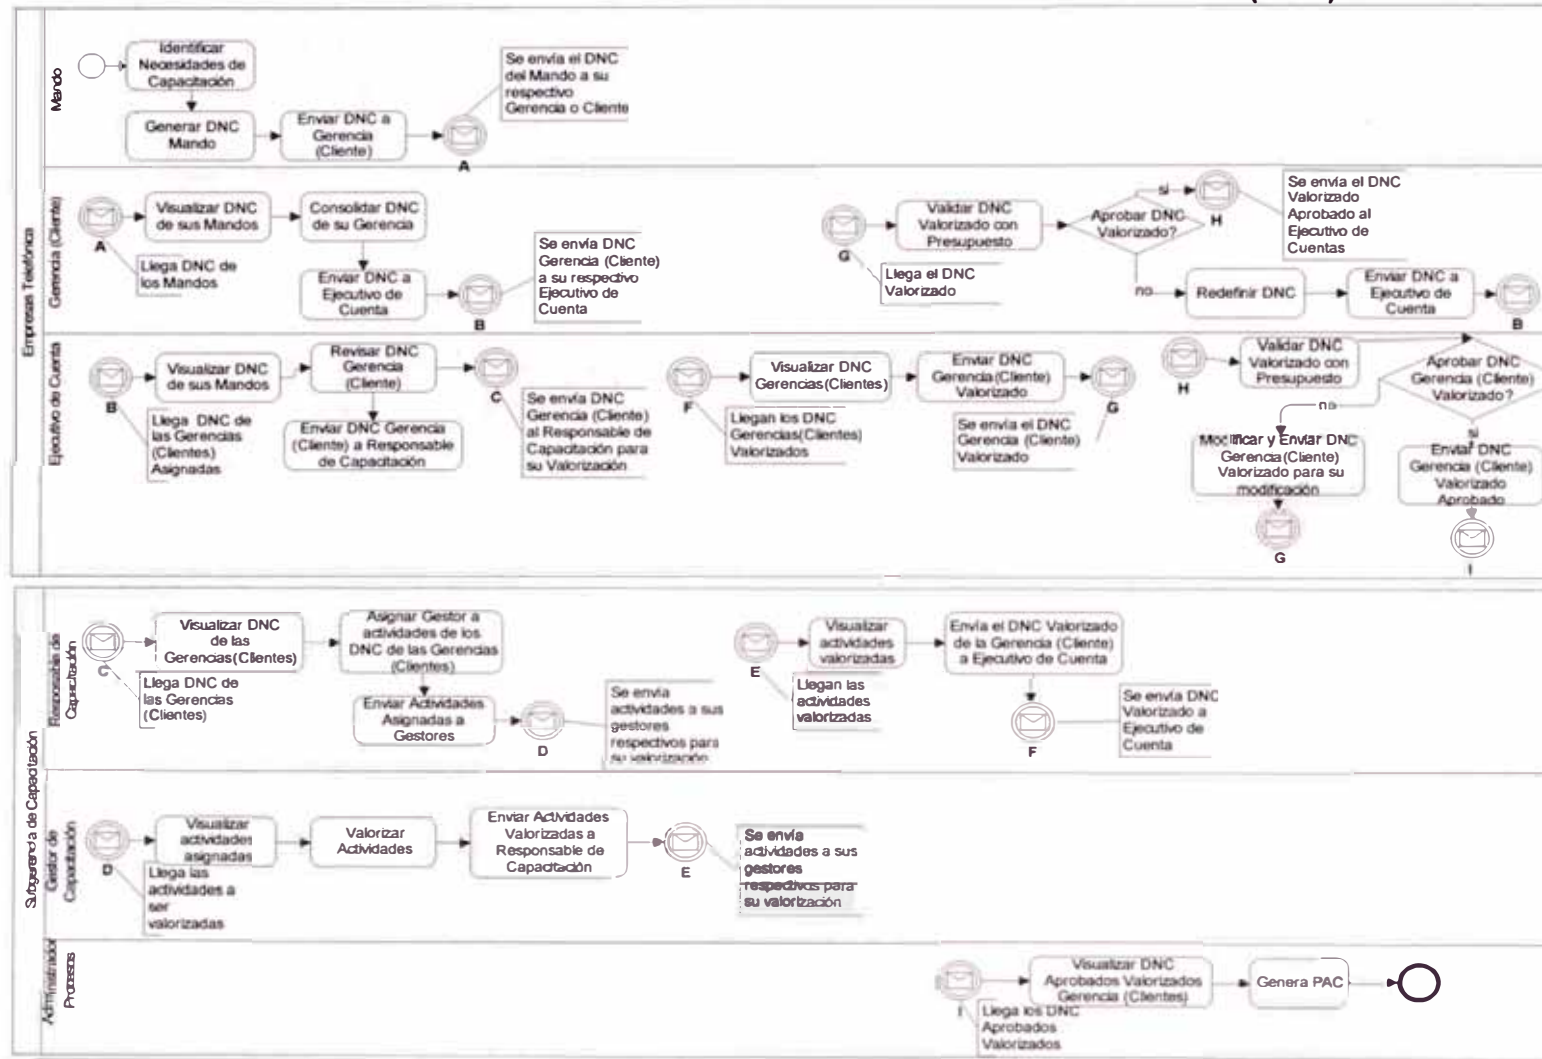 Empresas Telefónica
Mando
Identificar
Necesidades de
Capacitación
Generar DNC
Mando
Enviar DNC a
Gerencia
(Cliente)
A
Se envía el DNC
del Mando a su
respectivo
Gerencia o Cliente
Gerencia (Cliente)
A
Llega DNC de
los Mandos
Visualizar DNC
de sus Mandos
Consolidar DNC
de su Gerencia
Enviar DNC a
Ejecutivo de
Cuenta
B
Se envía DNC
Gerencia (Cliente)
a su respectivo
Ejecutivo de
Cuenta
G
Llega el DNC
Valorizado
Validar DNC
Valorizado con
Presupuesto
Aprobar DNC
Valorizado?
si
H
Se envía el DNC
Valorizado
Aprobado al
Ejecutivo de
Cuentas
no
Redefinir DNC
Enviar DNC a
Ejecutivo de
Cuenta
B
Ejecutivo de Cuenta
B
Llega DNC de
las Gerencias
(Clientes)
Asignadas
Visualizar DNC
de sus Mandos
Revisar DNC
Gerencia
(Cliente)
Enviar DNC Gerencia
(Cliente) a Responsable
de Capacitación
C
Se envía DNC
Gerencia (Cliente)
al Responsable de
Capacitación para
su Valorización
F
Llegan los DNC
Gerencias(Clientes)
Valorizados
Visualizar DNC
Gerencias(Clientes)
Enviar DNC
Gerencia(Cliente)
Valorizado
G
Se envía el DNC
Gerencia (Cliente)
Valorizado
H
Validar DNC
Valorizado con
Presupuesto
Aprobar DNC
Gerencia (Cliente)
Valorizado?
no
Modificar y Enviar DNC
Gerencia(Cliente)
Valorizado para su
modificación
G
si
Enviar DNC
Gerencia (Cliente)
Valorizado
Aprobado
I
Subgerencia de Capacitación
Responsable de
Capacitación
C
Llega DNC de
las Gerencias
(Clientes)
Visualizar DNC
de las
Gerencias(Clientes)
Asignar Gestor a
actividades de los
DNC de las Gerencias
(Clientes)
Enviar Actividades
Asignadas a
Gestores
D
Se envia
actividades a sus
gestores
respectivos para
su valorización
E
Llegan las
actividades
valorizadas
Visualizar
actividades
valorizadas
Envía el DNC Valorizado
de la Gerencia (Cliente)
a Ejecutivo de Cuenta
F
Se envía DNC
Valorizado a
Ejecutivo de
Cuenta
Gestor de
Capacitación
D
Llega las
actividades a
ser
valorizadas
Visualizar
actividades
asignadas
Valorizar
Actividades
Enviar Actividades
Valorizadas a
Responsable de
Capacitación
E
Se envía
actividades a sus
gestores
respectivos para
su valorización
Administrador
Procesos
I
Llega los DNC
Aprobados
Valorizados
Visualizar DNC
Aprobados Valorizados
Gerencia (Clientes)
Genera PAC